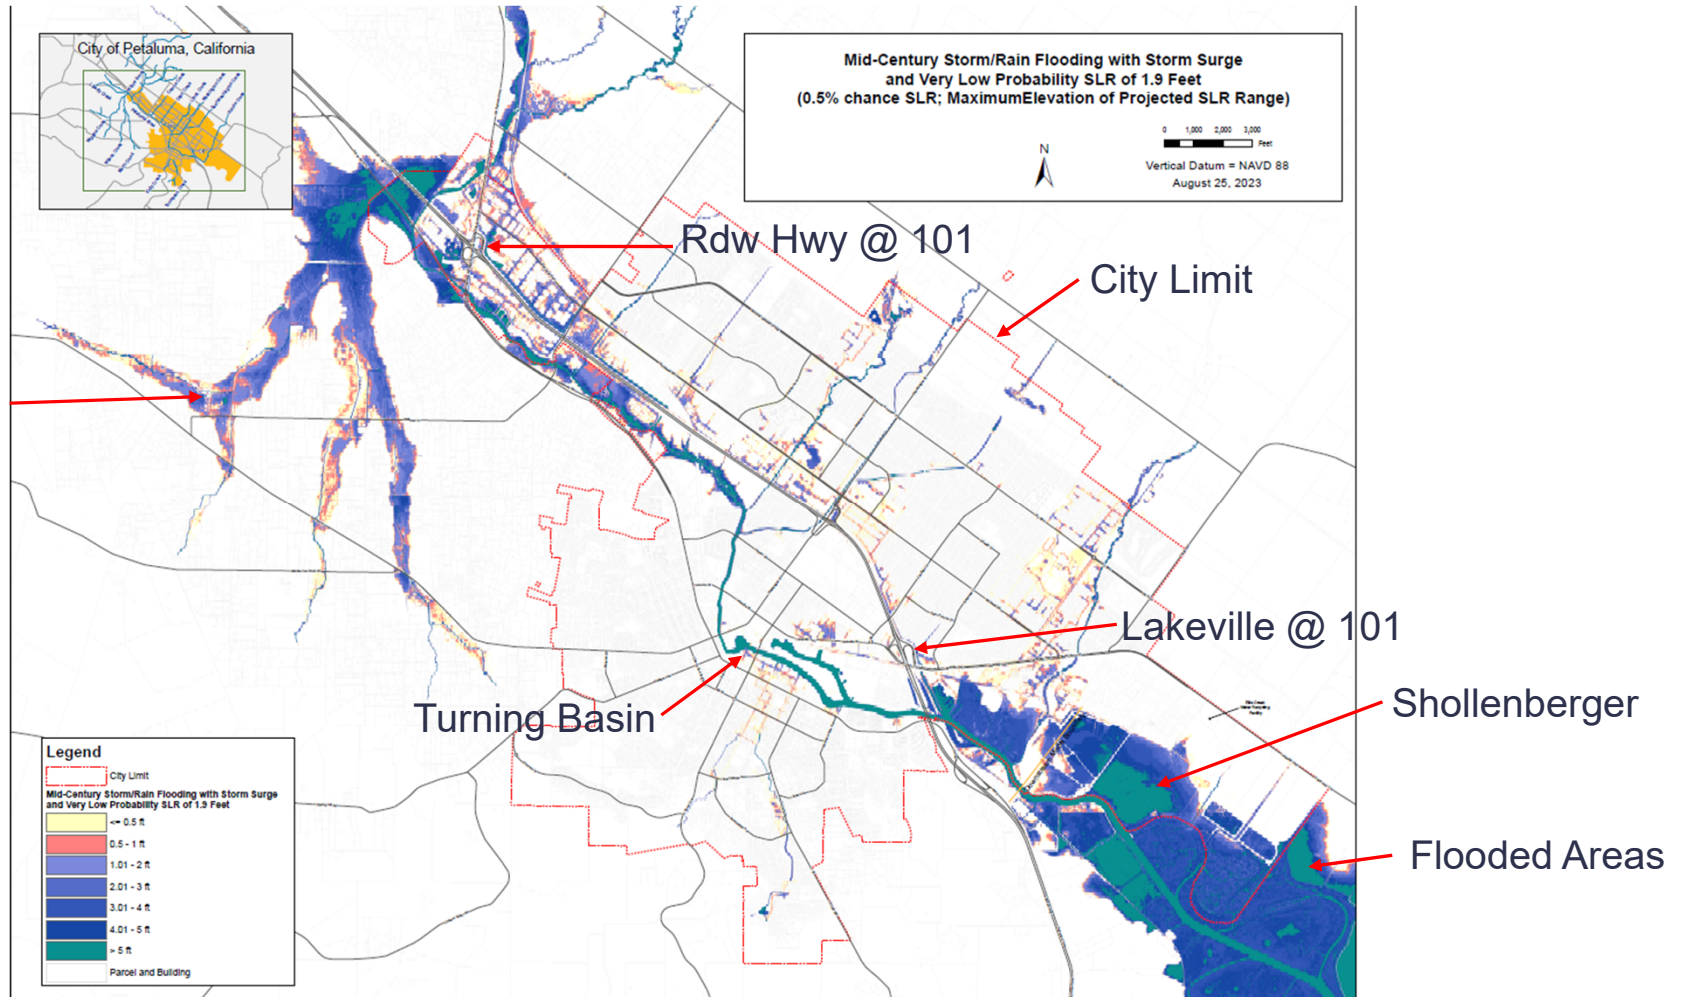 City of Petaluma, California
Mid-Century Storm/Rain Flooding with Storm Surge
and Very Low Probability SLR of 1.9 Feet
(0.5% chance SLR; MaximumElevation of Projected SLR Range)
0 1,000 2,000 3,000
Feet
N
Vertical Datum = NAVD 88
August 25, 2023
Rdw Hwy @ 101
City Limit
Lakeville @ 101
Shollenberger
Turning Basin
Flooded Areas
Legend
City Limit
Mid-Century Storm/Rain Flooding with Storm Surge
and Very Low Probability SLR of 1.9 Feet
<= 0.5 ft
0.5 - 1 ft
1.01 - 2 ft
2.01 - 3 ft
3.01 - 4 ft
4.01 - 5 ft
> 5 ft
Parcel and Building